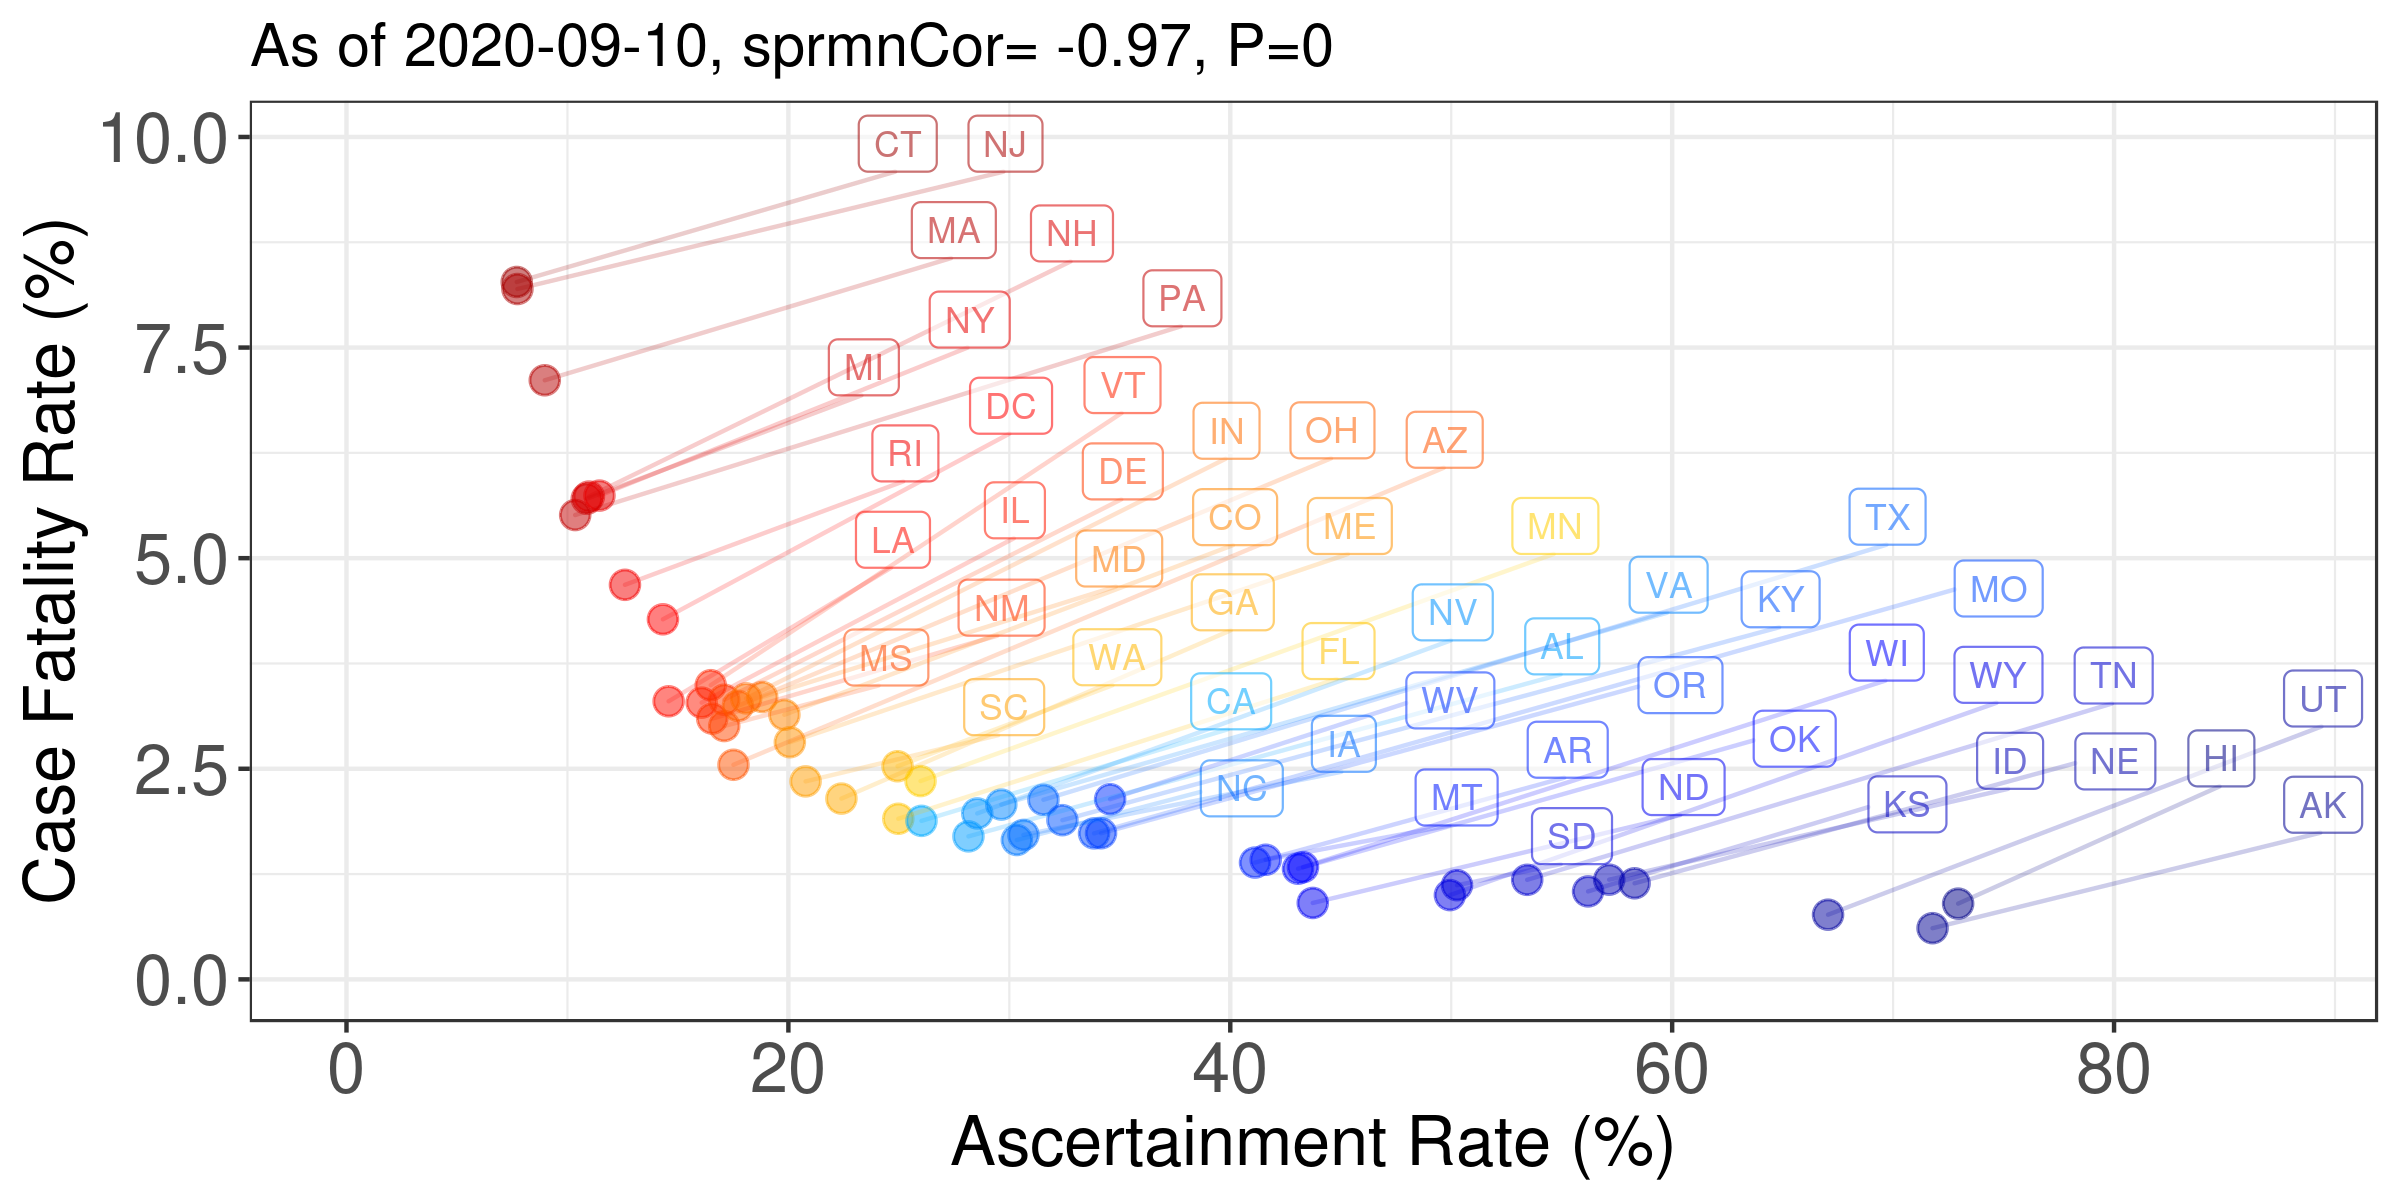 As of 2020-09-10, sprmnCor= -0.97, P=0
Case Fatality Rate (%)
10.0
7.5
5.0
2.5
0.0
CT NJ
MA NH
PA
NY
MI
VT
DC
IN OH AZ
RI
DE
IL
CO ME MN TX
LA
MD
VA KY MO
GA NV
NM
AL
MS WA FL WI
WY TN
SC CA WV OR UT
IA AR OK
ID NE HI
NC MT ND
KS AK
SD
0 20 40 60 80
Ascertainment Rate (%)